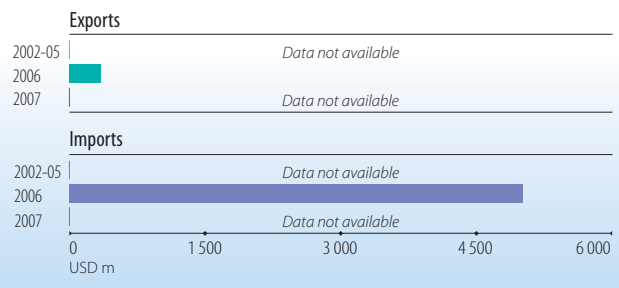 Exports
2002-05 Data not available
2006
2007 Data not available
Imports
2002-05 Data not available
2006
2007 Data not available
0 1 500 3 000 4 500 6 000
USD m